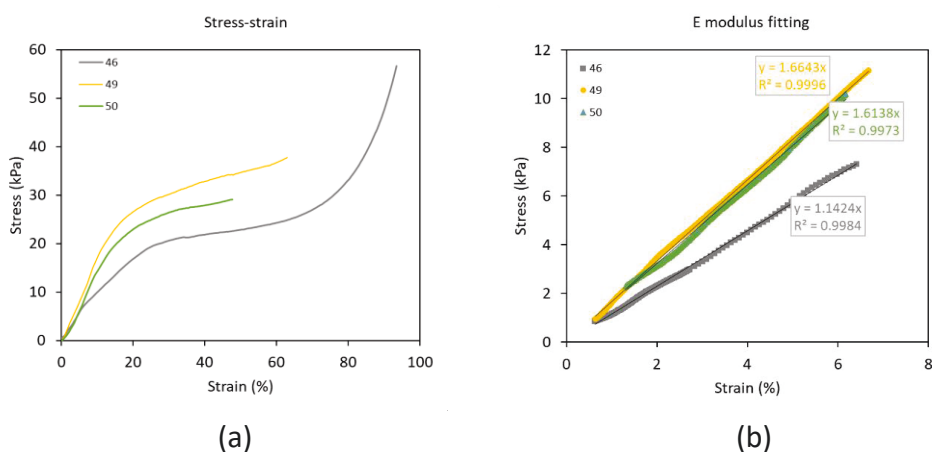 Stress-strain
60
50
40
30
20
10
0
Stress (kPa)
46
49
50
0 20 40 60 80 100
Strain (%)
(a)
E modulus fitting
12
10
8
6
4
2
0
Stress (kPa)
46
49
50
y = 1.6643x
R² = 0.9996
y = 1.6138x
R² = 0.9973
y = 1.1424x
R² = 0.9984
0 2 4 6 8
Strain (%)
(b)